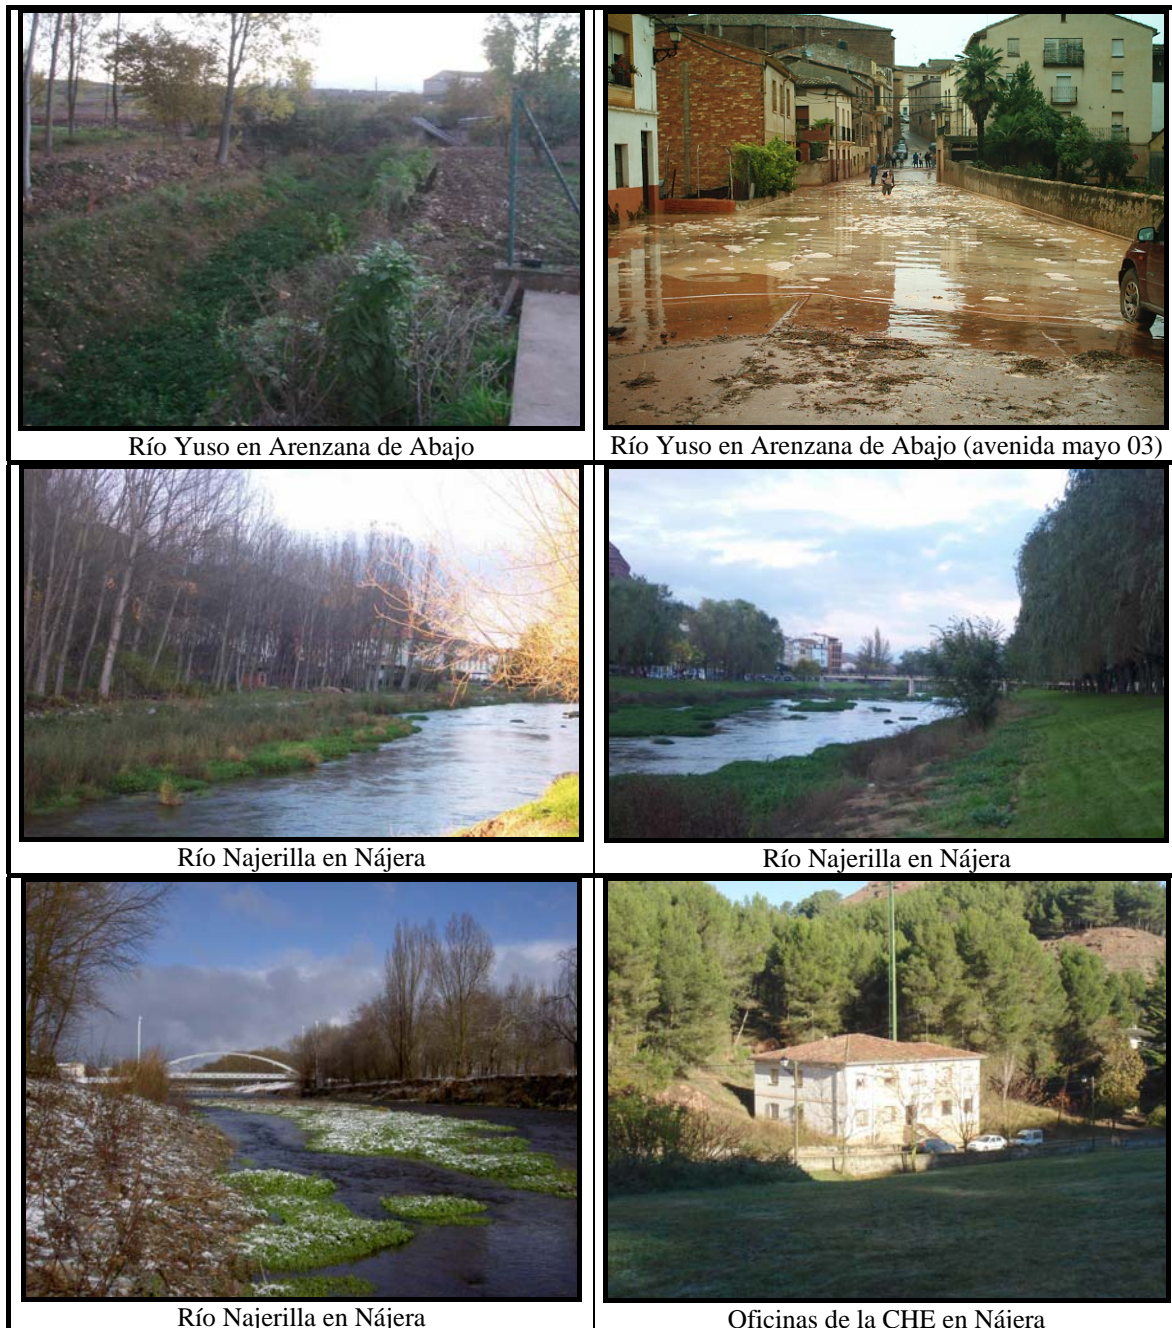 Río Yuso en Arenzana de Abajo
Río Yuso en Arenzana de Abajo (avenida mayo 03)
Río Najerilla en Nájera
Río Najerilla en Nájera
Río Najerilla en Nájera
Oficinas de la CHE en Nájera